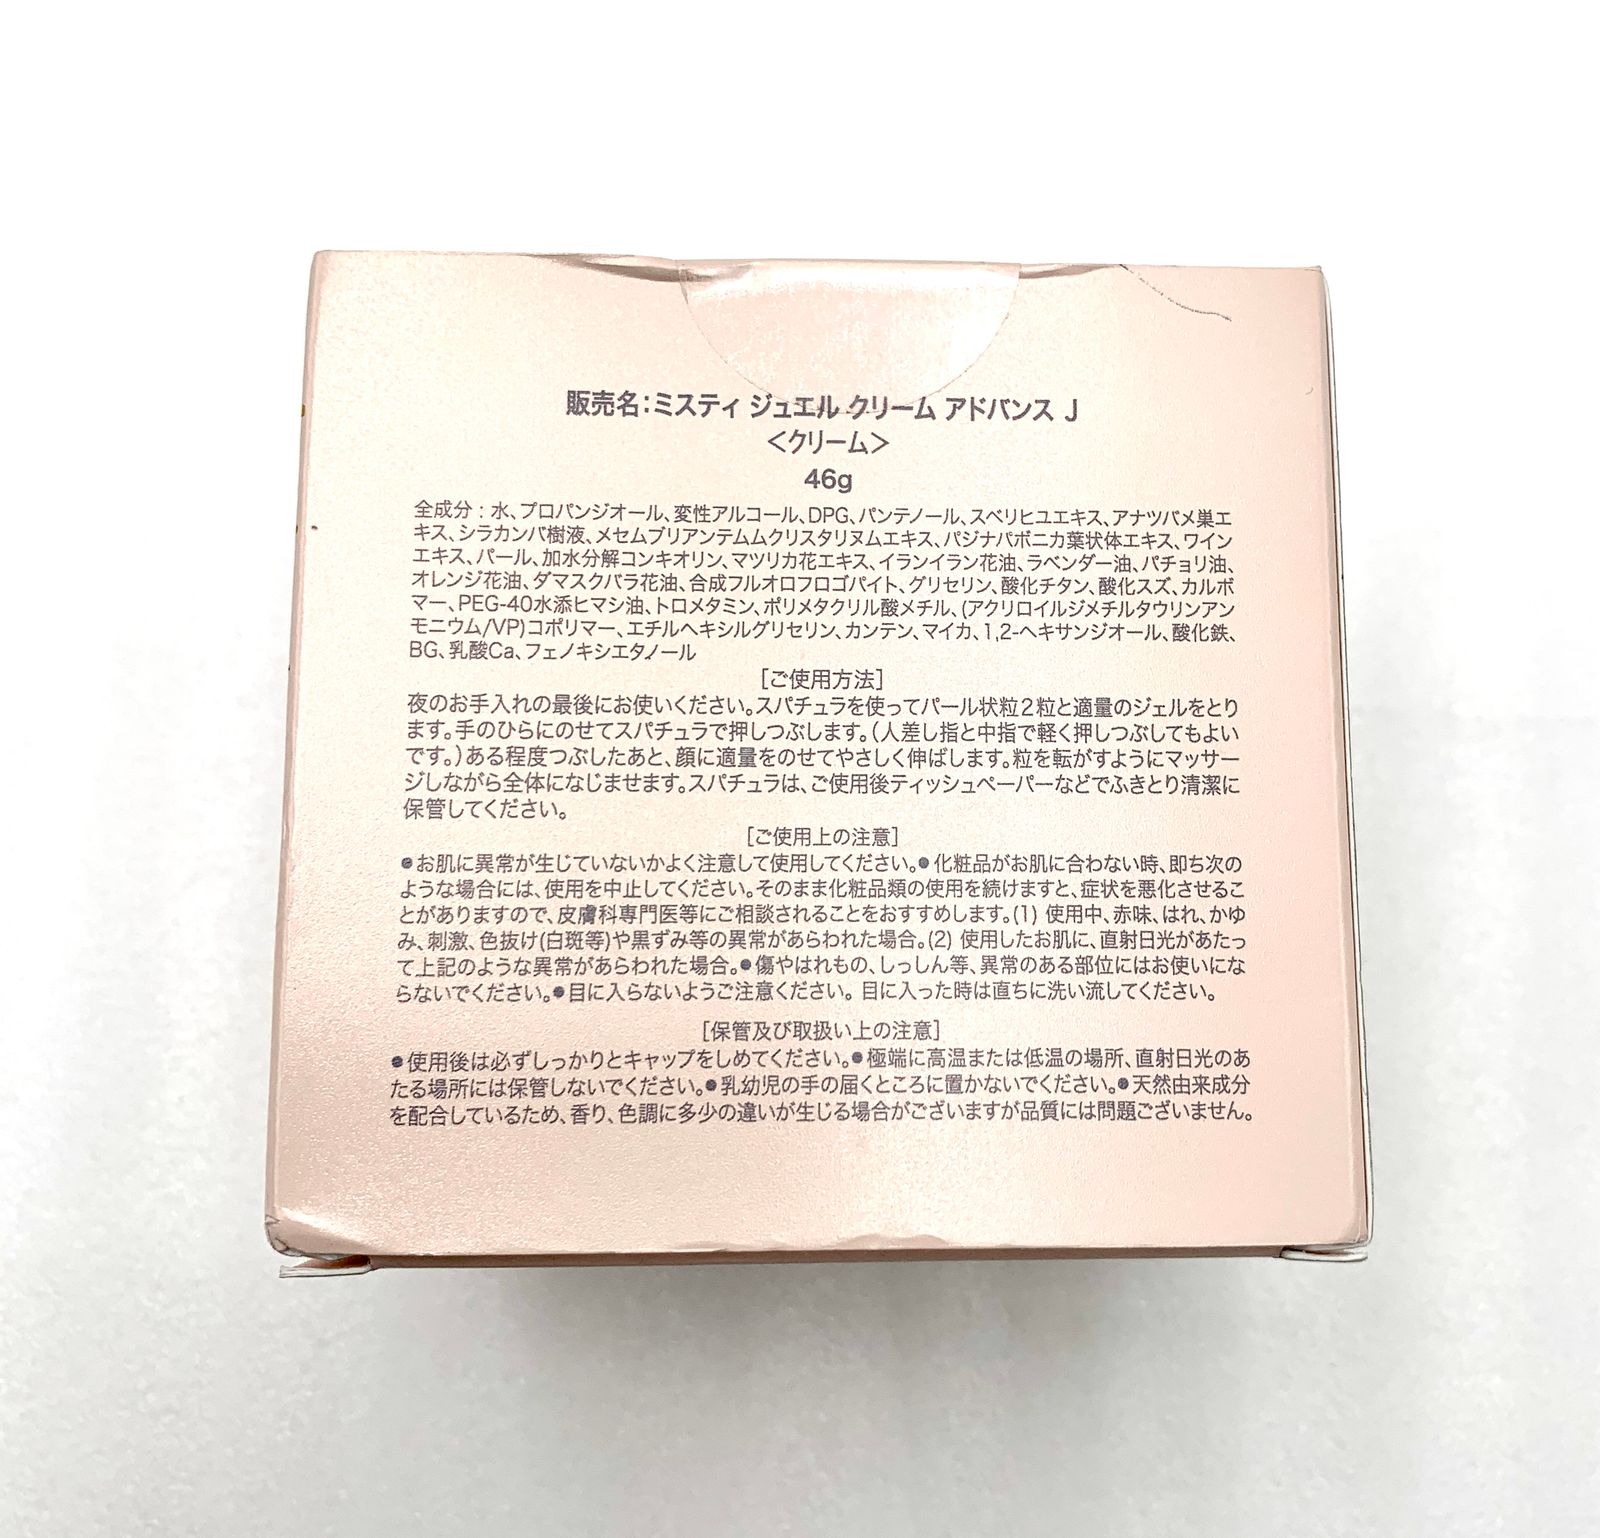 販売名：ミスティ ジュエル クリーム アドバンス J
＜クリーム＞
46g
全成分：水、プロパンジオール、変性アルコール、DPG、パンテノール、スベリヒユエキス、アナツバメ巣エ
キス、シラカンバ樹液、メセムブリアンテムムクリスタリヌムエキス、パジナパボニカ葉状体エキス、ワイン
エキス、パール、加水分解コンキオリン、マツリカ花エキス、イランイラン花油、ラベンダー油、パチョリ油、
オレンジ花油、ダマスクバラ花油、合成フルオロフロゴパイト、グリセリン、酸化チタン、酸化スズ、カルボ
マー、PEG-40水添ヒマシ油、トロメタミン、ポリメタクリル酸メチル、(アクリロイルジメチルタウリンアン
モニウム/VP)コポリマー、エチルヘキシルグリセリン、カンテン、マイカ、1,2-ヘキサンジオール、酸化鉄、
BG、乳酸Ca、フェノキシエタノール
［ご使用方法］
夜のお手入れの最後にお使いください。スパチュラを使ってパール状粒2粒と適量のジェルをとり
ます。手のひらにのせてスパチュラで押しつぶします。(人差し指と中指で軽く押しつぶしてもよい
です。)ある程度つぶしたあと、顔に適量をのせてやさしく伸ばします。粒を転がすようにマッサー
ジしながら全体になじませます。スパチュラは、ご使用後ティッシュペーパーなどでふきとり清潔に
保管してください。
［ご使用上の注意］
●お肌に異常が生じていないかよく注意して使用してください。●化粧品がお肌に合わない時、即ち次の
ような場合には、使用を中止してください。そのまま化粧品類の使用を続けますと、症状を悪化させるこ
とがありますので、皮膚科専門医等にご相談されることをおすすめします。(1) 使用中、赤味、はれ、かゆ
み、刺激、色抜け(白斑等)や黒ずみ等の異常があらわれた場合。(2) 使用したお肌に、直射日光があたっ
て上記のような異常があらわれた場合。●傷やはれもの、しっしん等、異常のある部位にはお使いにな
らないでください。●目に入らないようご注意ください。目に入った時は直ちに洗い流してください。
［保管及び取扱い上の注意］
●使用後は必ずしっかりとキャップをしめてください。●極端に高温または低温の場所、直射日光のあ
たる場所には保管しないでください。●乳幼児の手の届くところに置かないでください。●天然由来成分
を配合しているため、香り、色調に多少の違いが生じる場合がございますが品質には問題ございません。